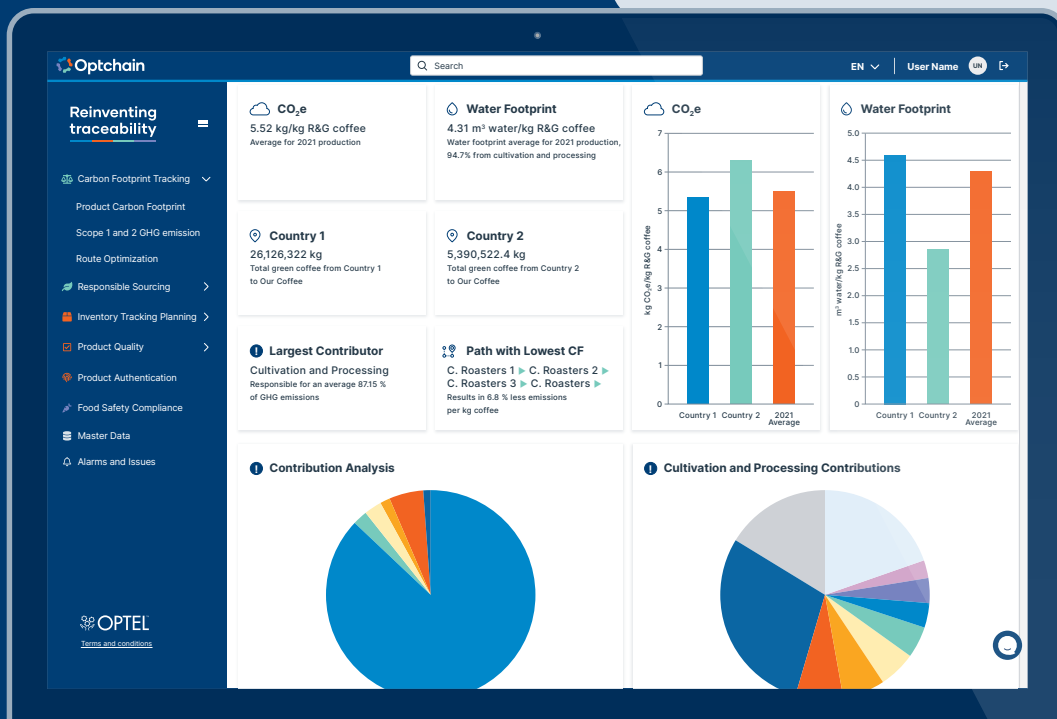 Optchain
Search
EN
User Name
UN
Reinventing
traceability
Carbon Footprint Tracking
Product Carbon Footprint
Scope 1 and 2 GHG emission
Route Optimization
Responsible Sourcing
Inventory Tracking Planning
Product Quality
Product Authentication
Food Safety Compliance
Master Data
Alarms and Issues
OPTEL
Terms and conditions
CO₂e
5.52 kg/kg R&G coffee
Average for 2021 production
Water Footprint
4.31 m³ water/kg R&G coffee
Water footprint average for 2021 production,
94.7% from cultivation and processing
Country 1
26,126,322 kg
Total green coffee from Country 1
to Our Coffee
Country 2
5,390,522.4 kg
Total green coffee from Country 2
to Our Coffee
Largest Contributor
Cultivation and Processing
Responsible for an average 87.15 %
of GHG emissions
Path with Lowest CF
C. Roasters 1 ▶ C. Roasters 2 ▶
C. Roasters 3 ▶ C. Roasters ▶
Results in 6.8 % less emissions
per kg coffee
CO₂e
kg CO₂e/kg R&G coffee
7
6
5
4
3
2
1
0
Country 1 Country 2 2021
Average
Water Footprint
m³ water/kg R&G coffee
5.0
4.5
4.0
3.5
3.0
2.5
2.0
1.5
1.0
0.5
0
Country 1 Country 2 2021
Average
Contribution Analysis
Cultivation and Processing Contributions